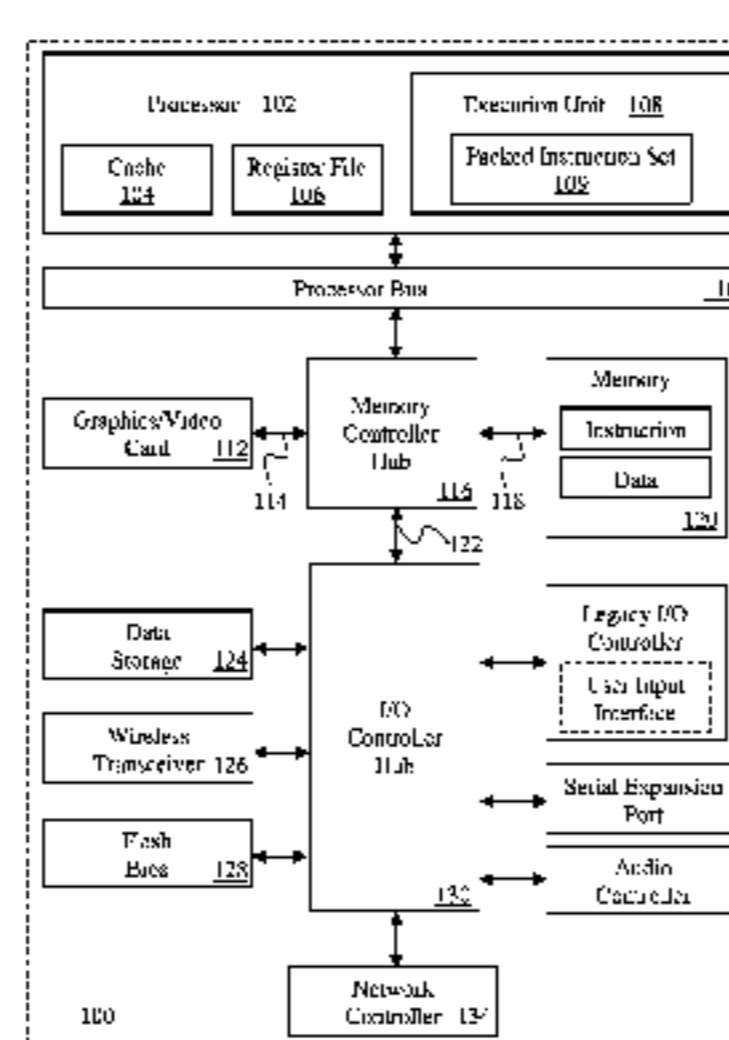 Processor 102
Execution Unit 108
Cache
104
Register File
106
Packed Instruction Set
109
Processor Bus
Graphics/Video
Card 112
114
Memory
Controller
Hub
116
118
Memory
Instruction
Data
120
122
Data
Storage 124
Wireless
Transceiver 126
Flash
Bios 128
I/O
Controller
Hub
130
Legacy I/O
Controller
User Input
Interface
Serial Expansion
Port
Audio
Controller
Network
Controller 134
100